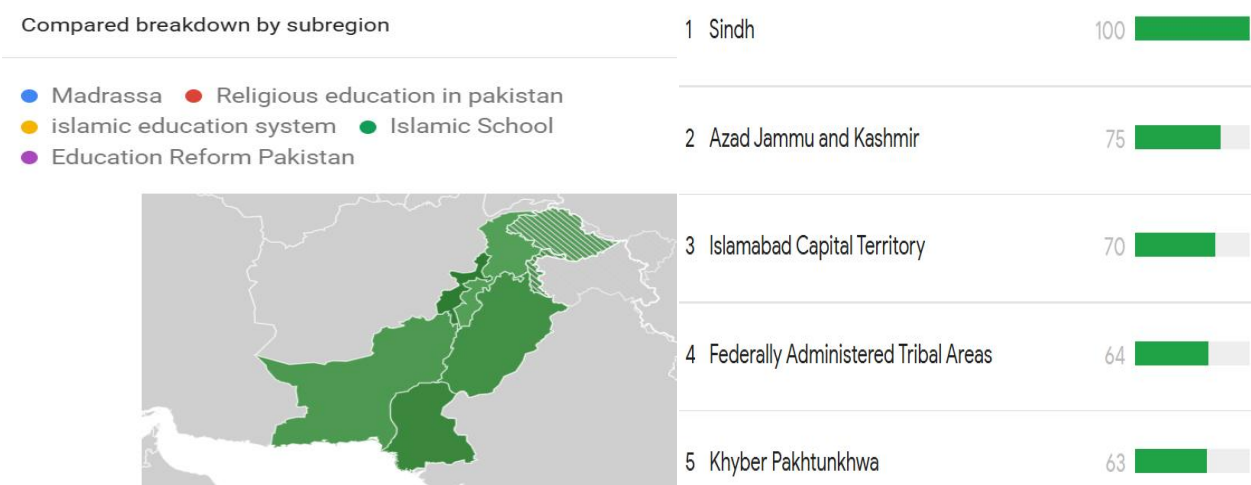 Compared breakdown by subregion
Madrassa Religious education in pakistan
islamic education system Islamic School
Education Reform Pakistan
1 Sindh 100
2 Azad Jammu and Kashmir 75
3 Islamabad Capital Territory 70
4 Federally Administered Tribal Areas 64
5 Khyber Pakhtunkhwa 63